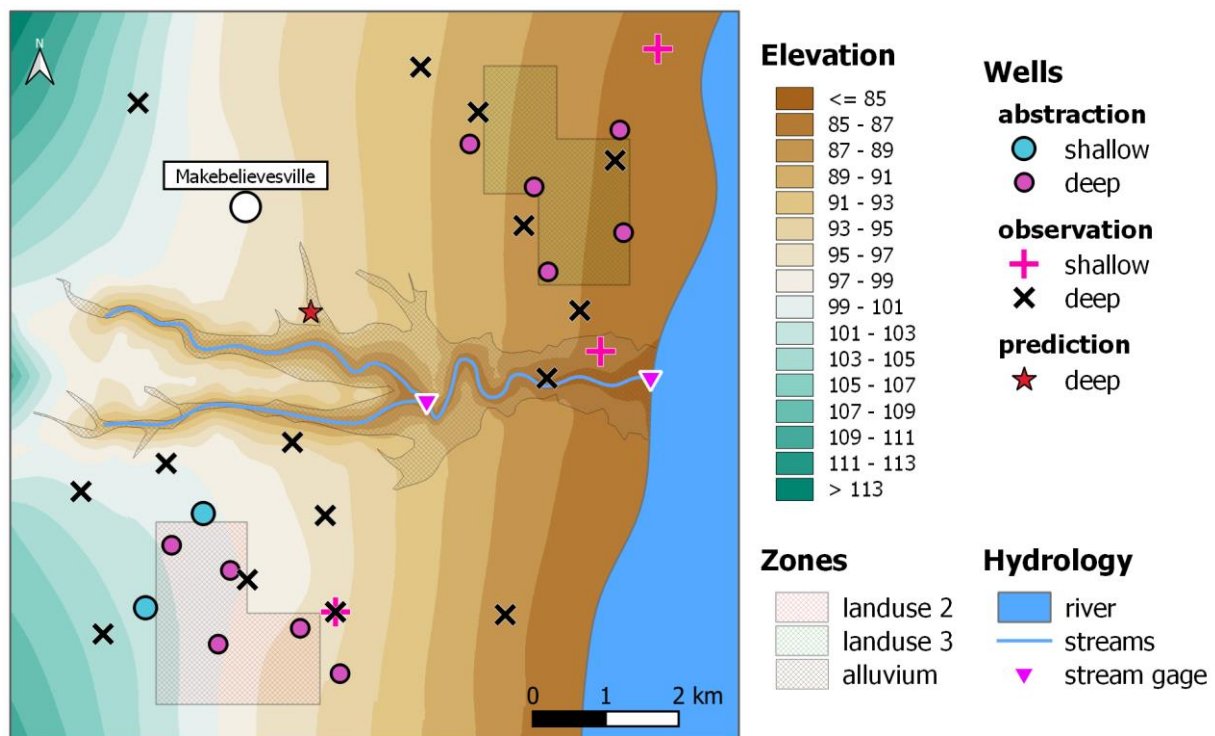 N
Makebelievesville
0 1 2 km
Elevation
<= 85
85 - 87
87 - 89
89 - 91
91 - 93
93 - 95
95 - 97
97 - 99
99 - 101
101 - 103
103 - 105
105 - 107
107 - 109
109 - 111
111 - 113
> 113
Wells
abstraction
shallow
deep
observation
shallow
deep
prediction
deep
Zones
landuse 2
landuse 3
alluvium
Hydrology
river
streams
stream gage